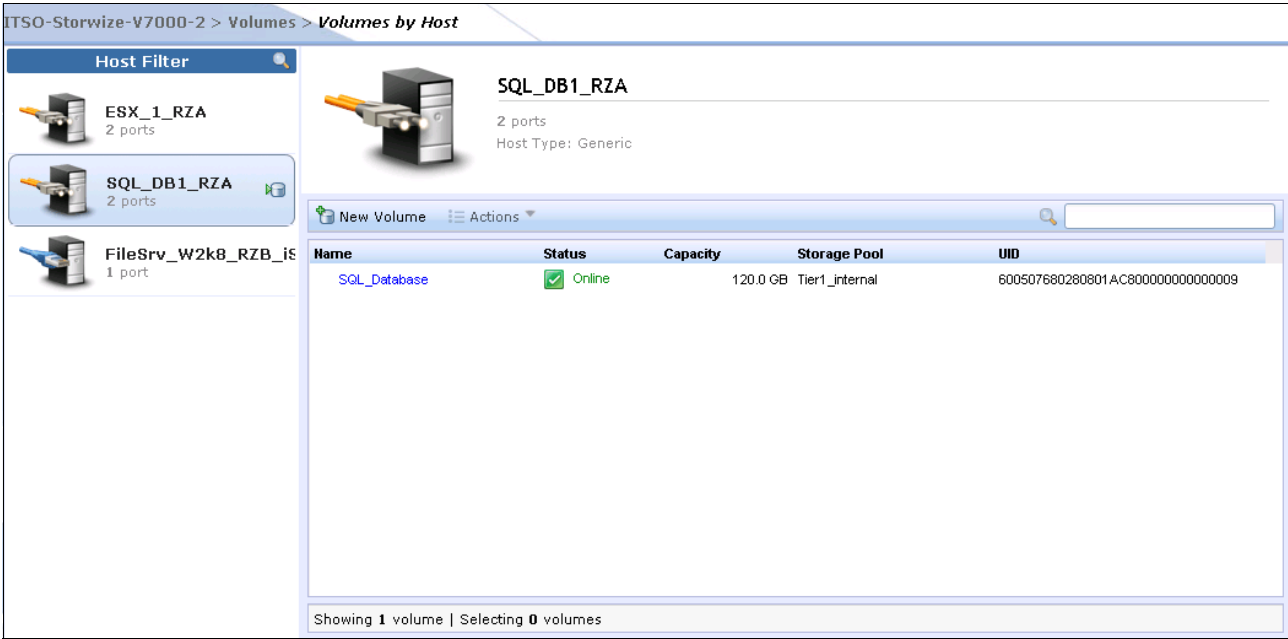 ITSO-Storwize-V7000-2 > Volumes > Volumes by Host
Host Filter
ESX_1_RZA
2 ports
SQL_DB1_RZA
2 ports
FileSrv_W2k8_RZB_iS
1 port
SQL_DB1_RZA
2 ports
Host Type: Generic
New Volume Actions
Name Status Capacity Storage Pool UID
SQL_Database Online 120.0 GB Tier1_internal 600507680280801AC800000000000009
Showing 1 volume | Selecting 0 volumes